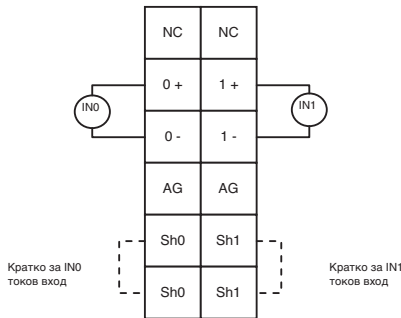 NC NC
IN0 0 + 1 + IN1
0 - 1 -
AG AG
Sh0 Sh1
Кратко за IN0
токов вход
Кратко за IN1
токов вход
Sh0 Sh1